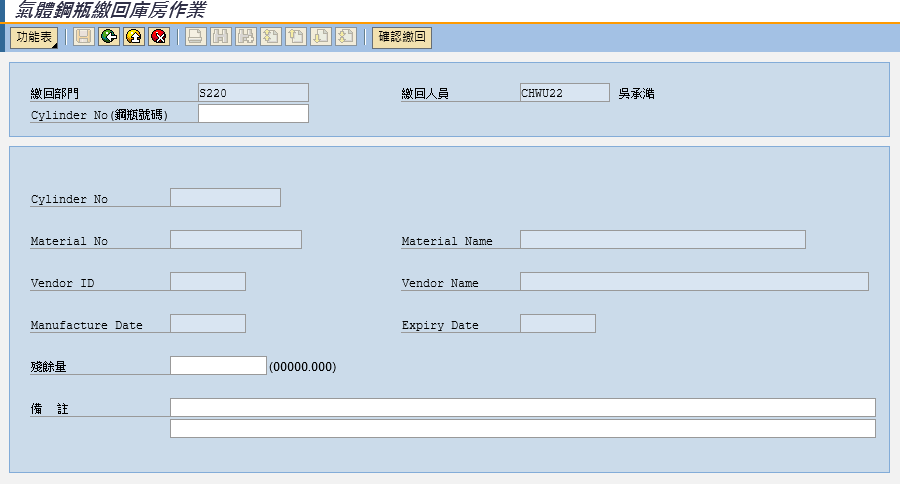 氣體鋼瓶繳回庫房作業
功能表 確認繳回
繳回部門 S220 繳回人員 CHWU22 吳承澔
Cylinder No(鋼瓶號碼)
Cylinder No
Material No Material Name
Vendor ID Vendor Name
Manufacture Date Expiry Date
殘餘量 (00000.000)
備 註